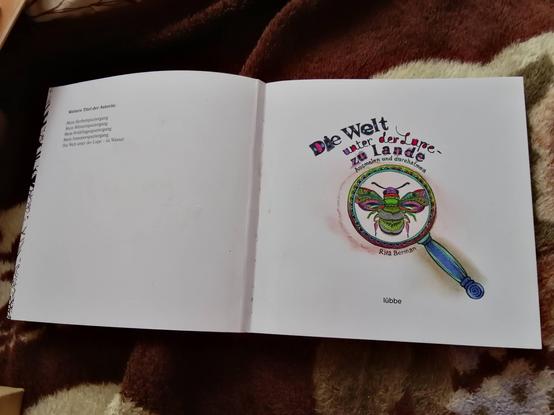 Weitere Titel der Autorin:
Mein Herbstspaziergang
Mein Winterspaziergang
Mein Frühlingsspaziergang
Mein Sommerspaziergang
Die Welt unter der Lupe – im Wasser
Die Welt
unter der Lupe –
zu Lande
Ausmalen und durchatmen
Rita Berman
lübbe